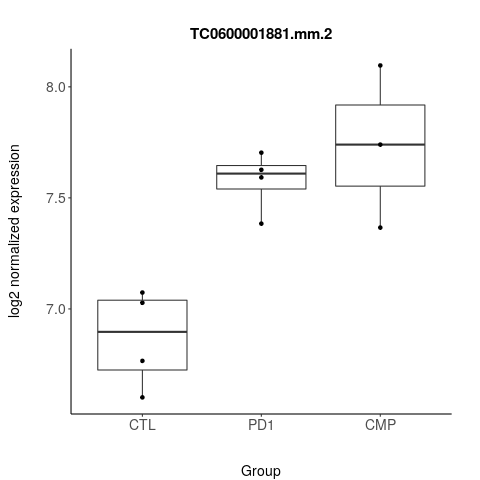 TC0600001881.mm.2
log2 normalized expression
8.0
7.5
7.0
CTL PD1 CMP
Group